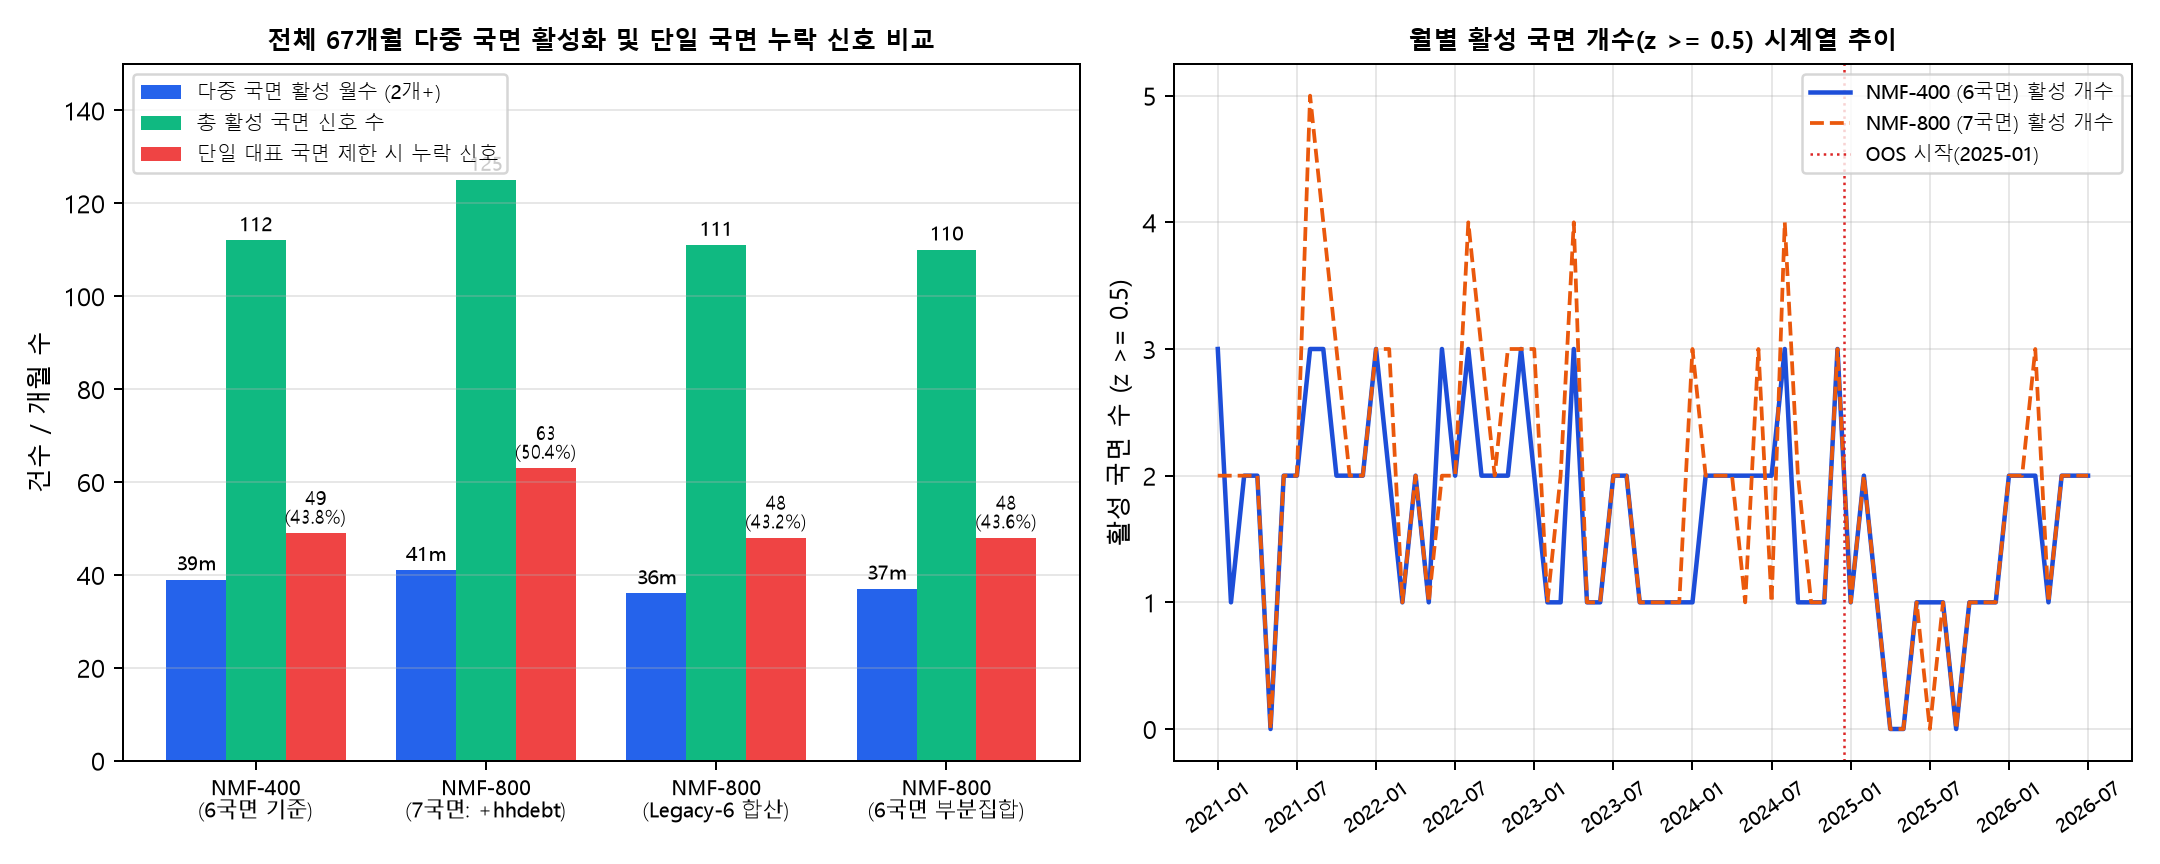 전체 67개월 다중 국면 활성화 및 단일 국면 누락 신호 비교
다중 국면 활성 월수 (2개+)
총 활성 국면 신호 수
단일 대표 국면 제한 시 누락 신호
건수 / 개월 수
140
120
100
80
60
40
20
0
39m
112
49
(43.8%)
41m
125
63
(50.4%)
36m
111
48
(43.2%)
37m
110
48
(43.6%)
NMF-400
(6국면 기준)
NMF-800
(7국면: +hhdebt)
NMF-800
(Legacy-6 합산)
NMF-800
(6국면 부분집합)
월별 활성 국면 개수(z >= 0.5) 시계열 추이
NMF-400 (6국면) 활성 개수
NMF-800 (7국면) 활성 개수
OOS 시작(2025-01)
활성 국면 수 (z >= 0.5)
5
4
3
2
1
0
2021-01
2021-07
2022-01
2022-07
2023-01
2023-07
2024-01
2024-07
2025-01
2025-07
2026-01
2026-07